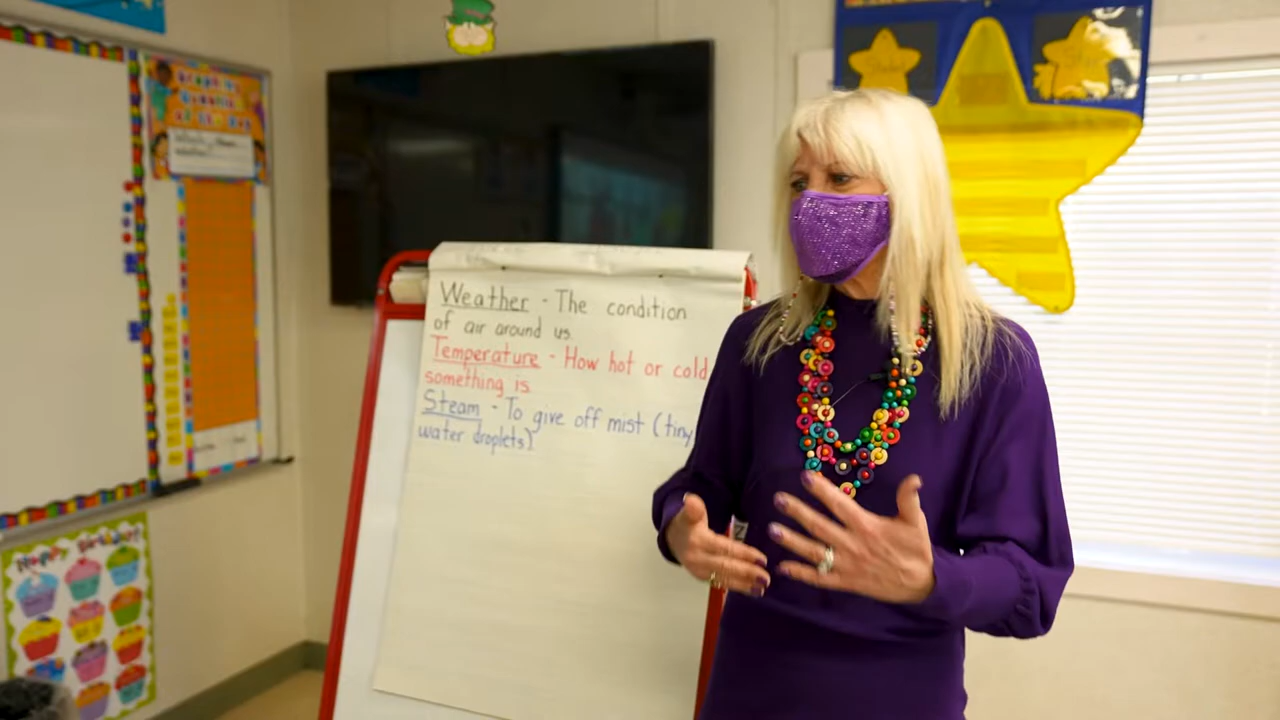 Weather - The condition
of air around us.
Temperature - How hot or cold
something is
Steam - To give off mist (tiny
water droplets)
Happy Birthday!